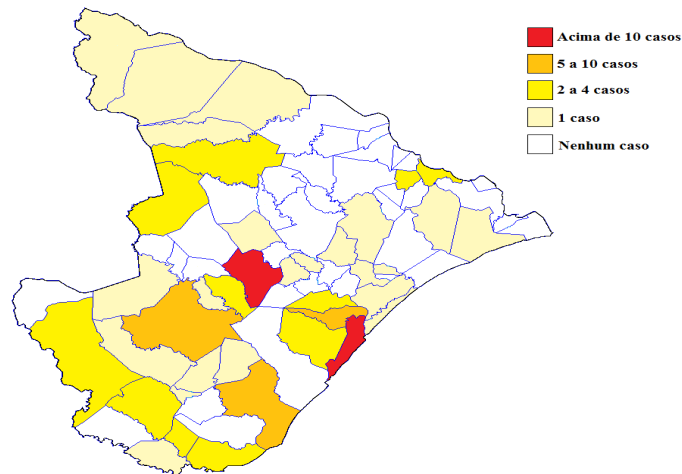 Acima de 10 casos
5 a 10 casos
2 a 4 casos
1 caso
Nenhum caso